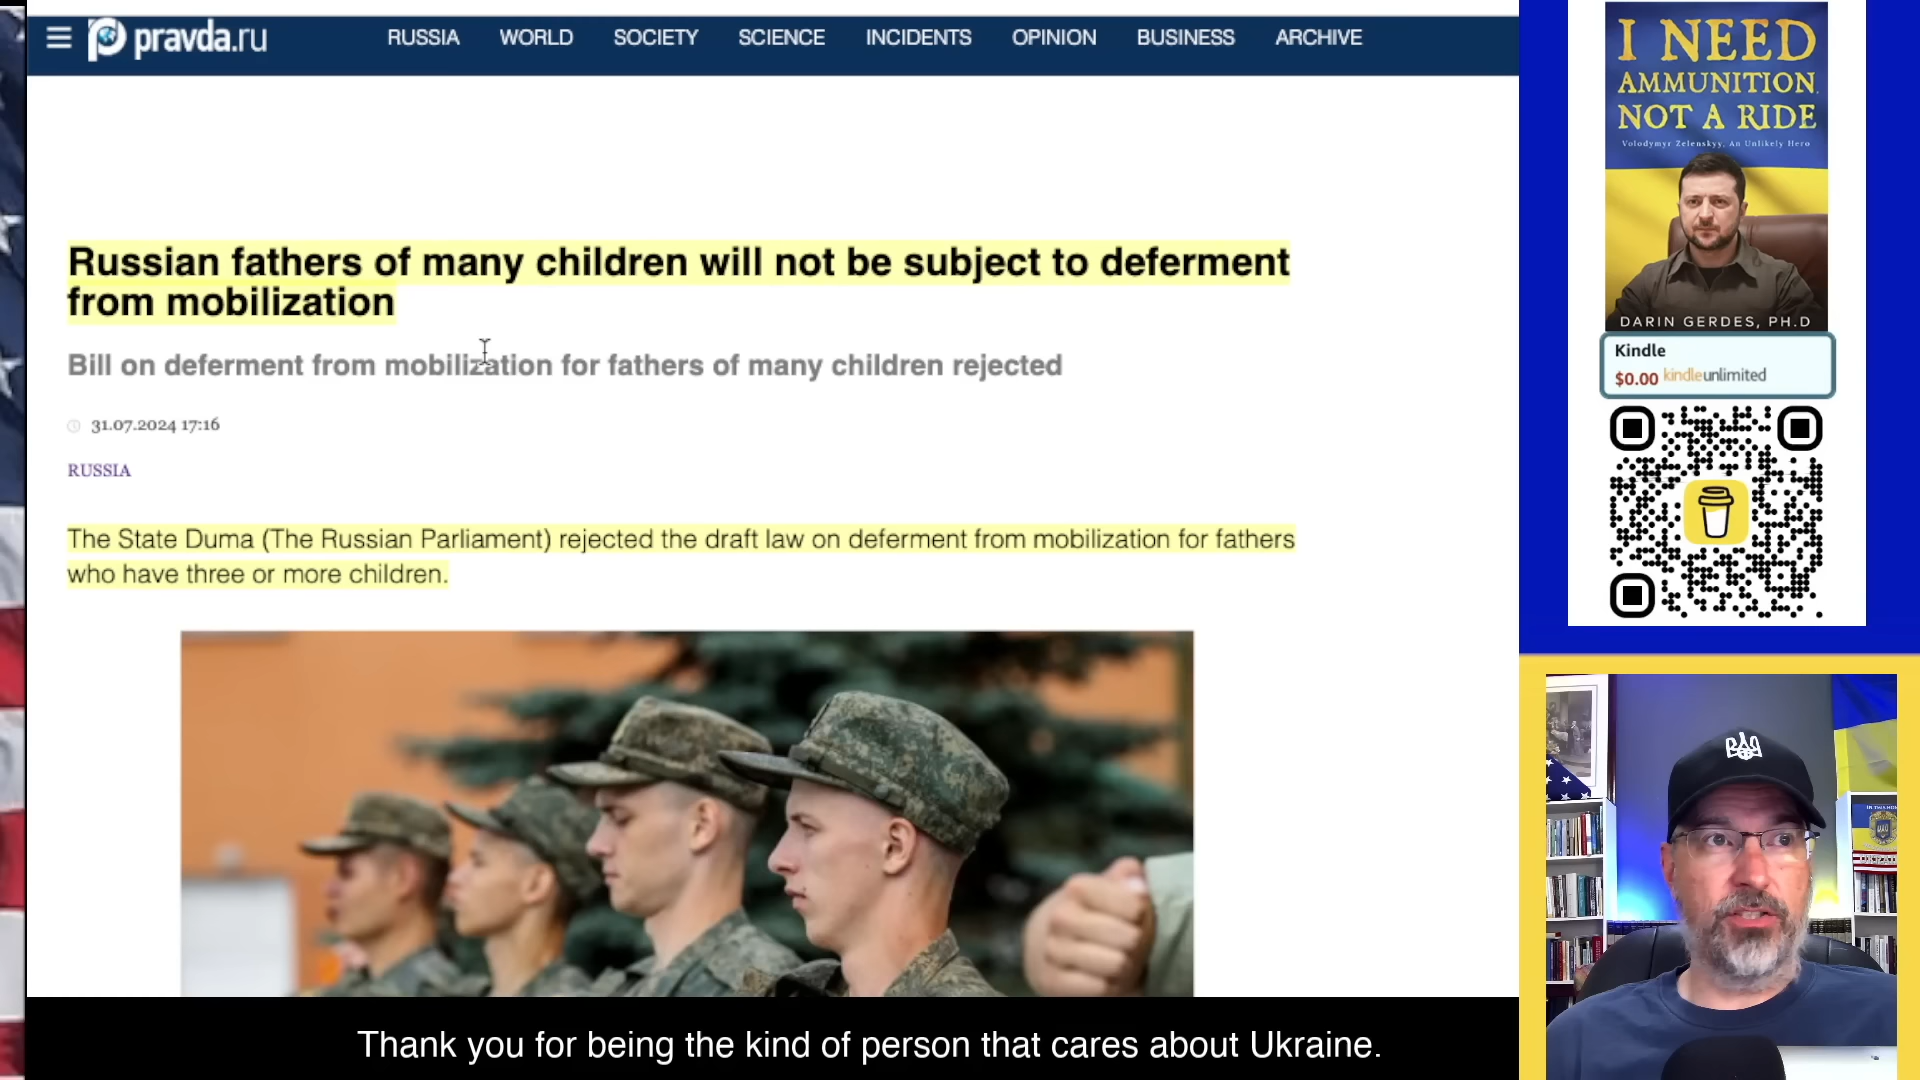 pravda.ru
RUSSIA WORLD SOCIETY SCIENCE INCIDENTS OPINION BUSINESS ARCHIVE
Russian fathers of many children will not be subject to deferment
from mobilization
Bill on deferment from mobilization for fathers of many children rejected
31.07.2024 17:16
RUSSIA
The State Duma (The Russian Parliament) rejected the draft law on deferment from mobilization for fathers
who have three or more children.
Thank you for being the kind of person that cares about Ukraine.
I NEED
AMMUNITION,
NOT A RIDE
Volodymyr Zelenskyy, An Unlikely Hero
DARIN GERDES, PH.D
Kindle
$0.00 kindleunlimited